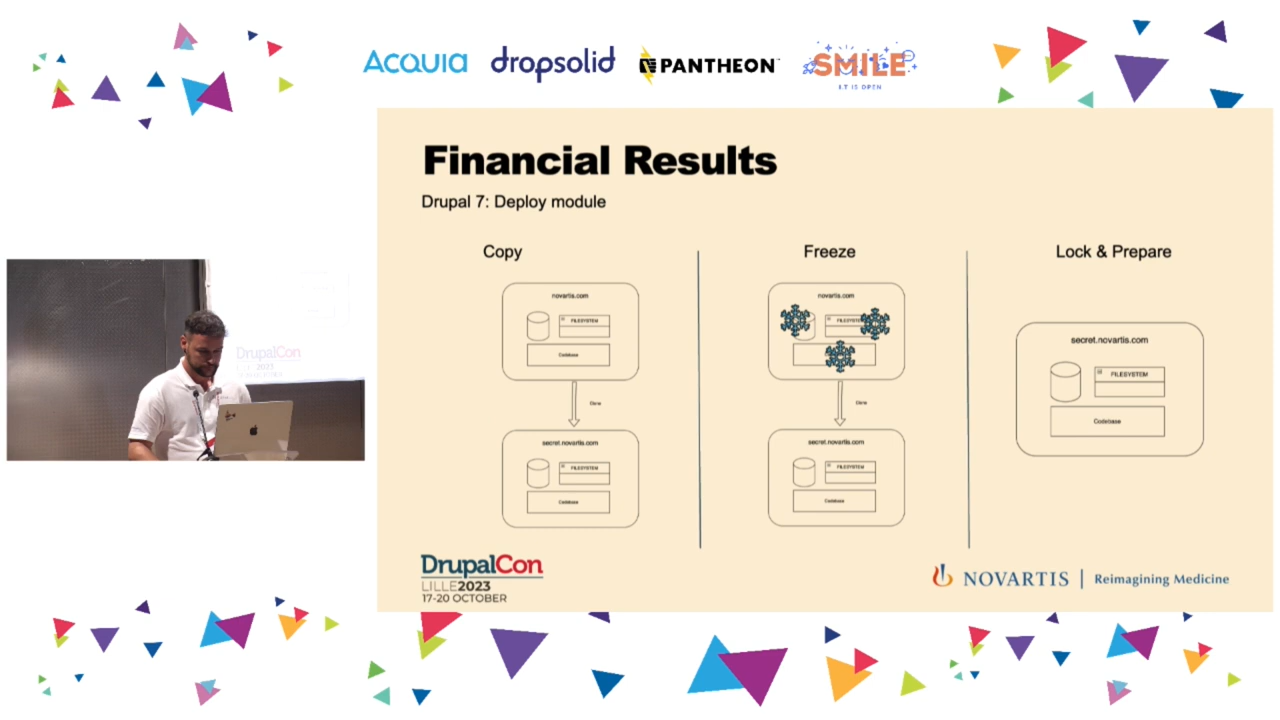 ACQUIA dropsolid PANTHEON SMILE
I.T IS OPEN
Financial Results
Drupal 7: Deploy module
Copy
novartis.com
FILESYSTEM
Codebase
Clone
secret.novartis.com
FILESYSTEM
Codebase
Freeze
novartis.com
FILESYSTEM
Clone
secret.novartis.com
FILESYSTEM
Codebase
Lock & Prepare
secret.novartis.com
FILESYSTEM
Codebase
DrupalCon
LILLE2023
17-20 OCTOBER
NOVARTIS | Reimagining Medicine
DrupalCon
LILLE2023